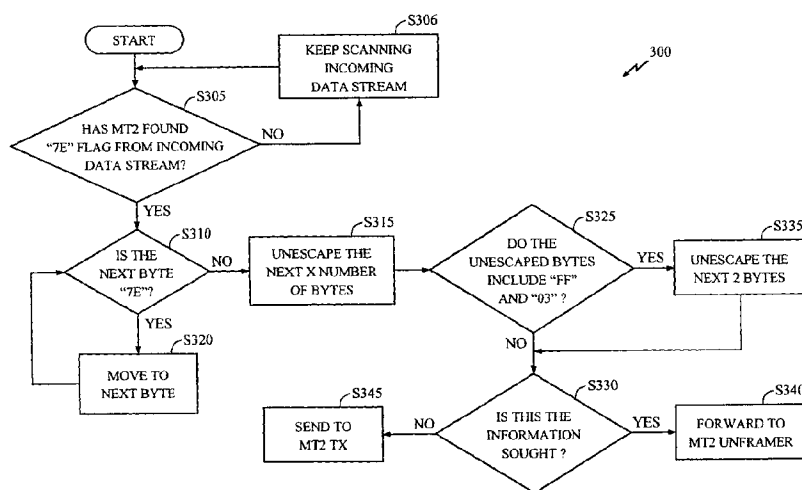 START
S306
KEEP SCANNING
INCOMING
DATA STREAM
300
S305
HAS MT2 FOUND
"7E" FLAG FROM INCOMING
DATA STREAM?
NO
YES
S310
IS THE
NEXT BYTE
"7E"?
NO
S315
UNESCAPE THE
NEXT X NUMBER
OF BYTES
S325
DO THE
UNESCAPED BYTES
INCLUDE "FF"
AND "03" ?
YES
S335
UNESCAPE THE
NEXT 2 BYTES
YES
S320
MOVE TO
NEXT BYTE
NO
S330
IS THIS THE
INFORMATION
SOUGHT ?
NO
S345
SEND TO
MT2 TX
YES
S340
FORWARD TO
MT2 UNFRAMER